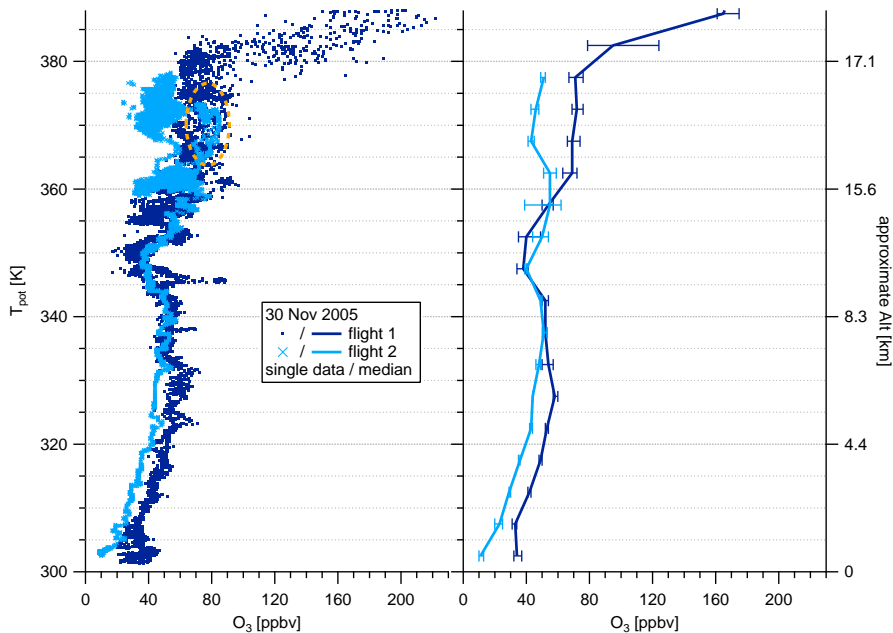 380
360
340
320
300
T_pot [K]
0
40
80
120
160
200
O_3 [ppbv]
30 Nov 2005
/ flight 1
/ flight 2
single data / median
0
40
80
120
160
200
O_3 [ppbv]
17.1
15.6
8.3
4.4
0
approximate Alt [km]